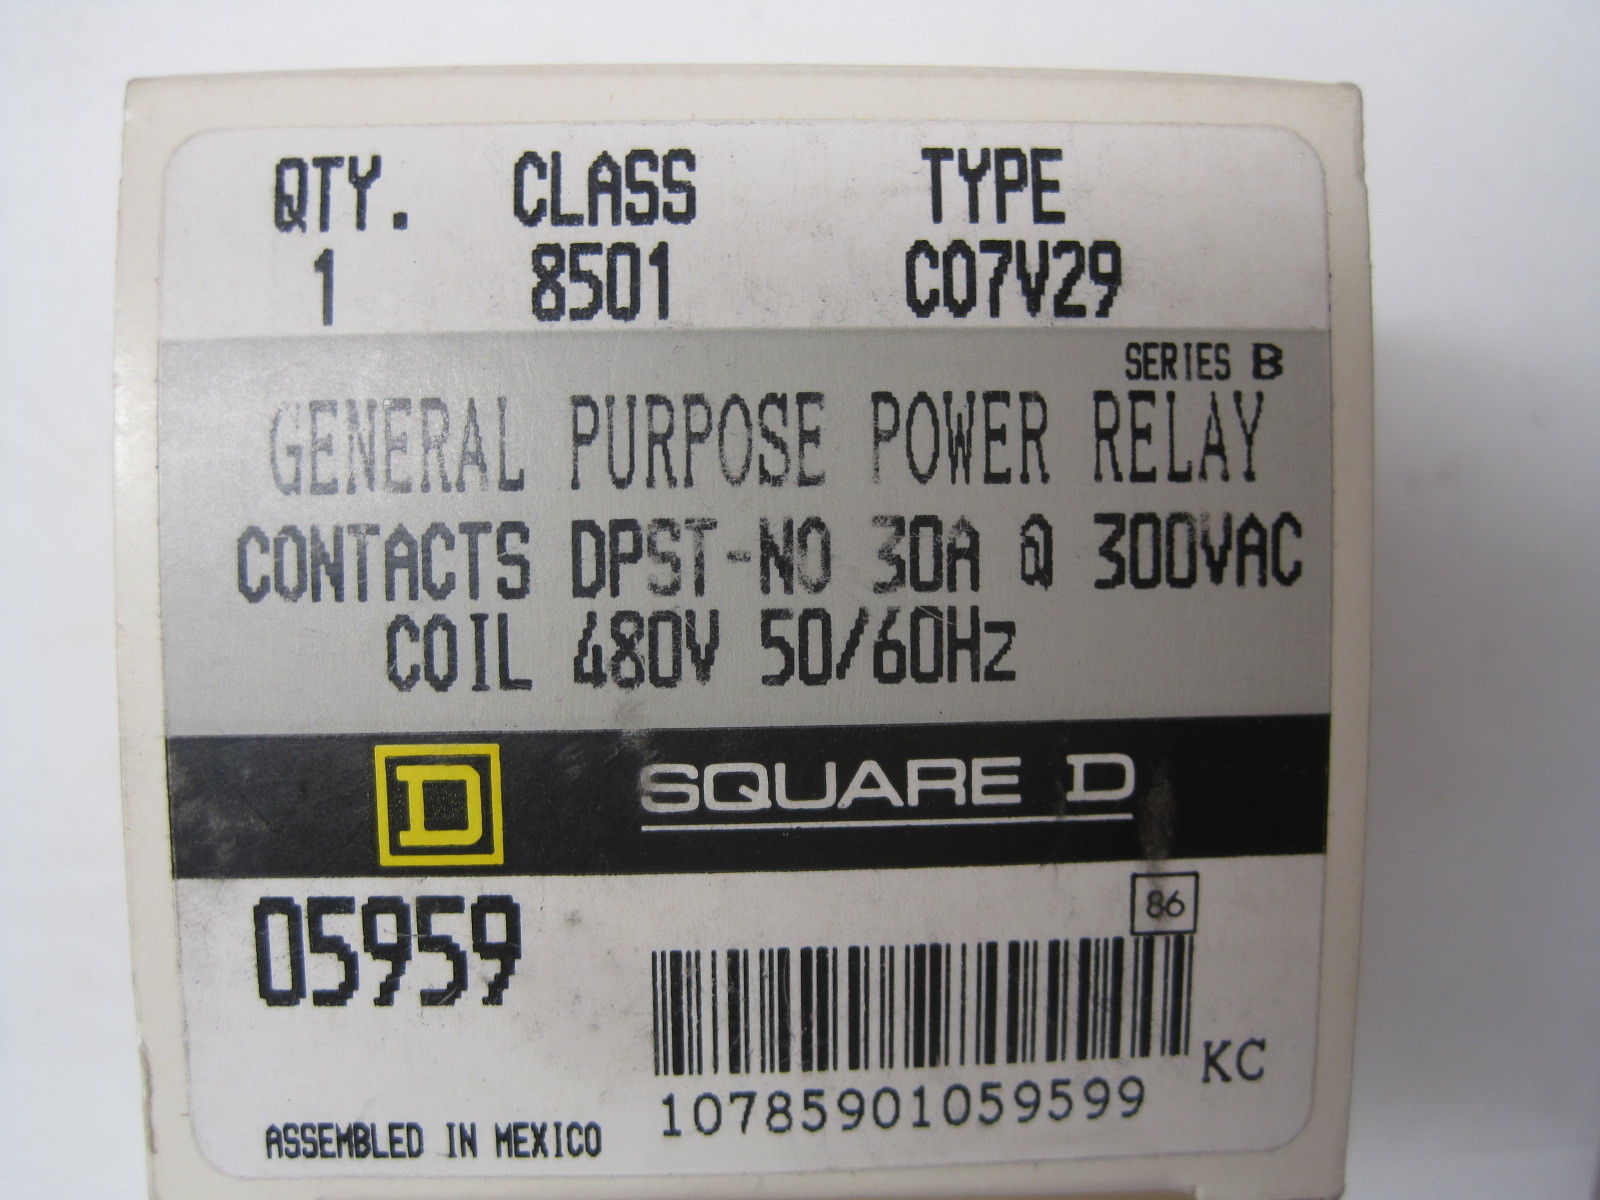 QTY. CLASS TYPE
1 8501 CO7V29
SERIES B
GENERAL PURPOSE POWER RELAY
CONTACTS DPST-NO 30A @ 300VAC
COIL 480V 50/60Hz
D SQUARE D
05959
86
KC
10785901059599
ASSEMBLED IN MEXICO